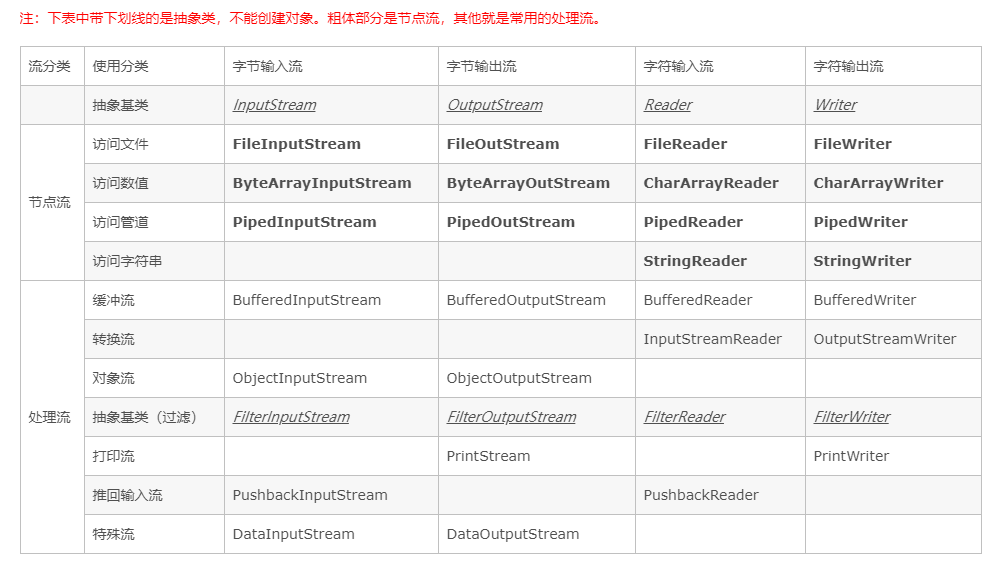 注：下表中带下划线的是抽象类，不能创建对象。粗体部分是节点流，其他就是常用的处理流。
流分类 使用分类 字节输入流 字节输出流 字符输入流 字符输出流
抽象基类 InputStream OutputStream Reader Writer
节点流
访问文件 FileInputStream FileOutStream FileReader FileWriter
访问数值 ByteArrayInputStream ByteArrayOutStream CharArrayReader CharArrayWriter
访问管道 PipedInputStream PipedOutStream PipedReader PipedWriter
访问字符串 StringReader StringWriter
处理流
缓冲流 BufferedInputStream BufferedOutputStream BufferedReader BufferedWriter
转换流 InputStreamReader OutputStreamWriter
对象流 ObjectInputStream ObjectOutputStream
抽象基类（过滤） FilterInputStream FilterOutputStream FilterReader FilterWriter
打印流 PrintStream PrintWriter
推回输入流 PushbackInputStream PushbackReader
特殊流 DataInputStream DataOutputStream